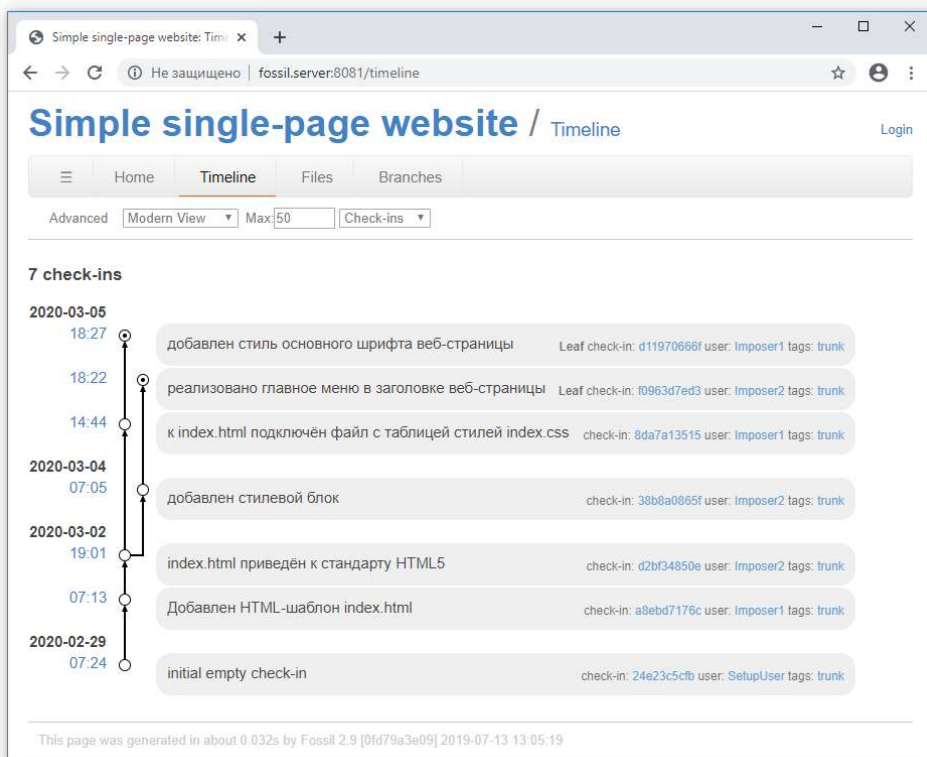 Simple single-page website: Tim
Не защищено | fossil.server:8081/timeline
Simple single-page website / Timeline
Login
☰ Home Timeline Files Branches
Advanced Modern View Max: 50 Check-ins
7 check-ins
2020-03-05
18:27 добавлен стиль основного шрифта веб-страницы Leaf check-in: d11970666f user: Imposer1 tags: trunk
18:22 реализовано главное меню в заголовке веб-страницы Leaf check-in: f0963d7ed3 user: Imposer2 tags: trunk
14:44 к index.html подключён файл с таблицей стилей index.css check-in: 8da7a13515 user: Imposer1 tags: trunk
2020-03-04
07:05 добавлен стилевой блок check-in: 38b8a0865f user: Imposer2 tags: trunk
2020-03-02
19:01 index.html приведён к стандарту HTML5 check-in: d2bf34850e user: Imposer2 tags: trunk
07:13 Добавлен HTML-шаблон index.html check-in: a8ebd7176c user: Imposer1 tags: trunk
2020-02-29
07:24 initial empty check-in check-in: 24e23c5cfb user: SetupUser tags: trunk
This page was generated in about 0.032s by Fossil 2.9 [0fd79a3e09] 2019-07-13 13:05:19